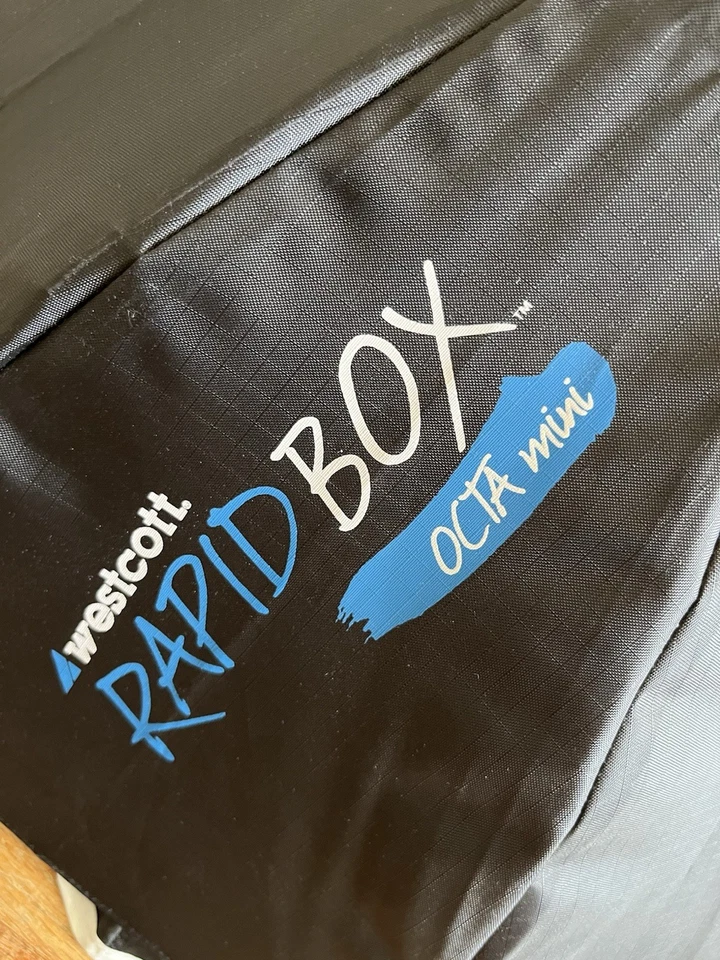 westcott.
RAPID BOX™
OCTA mini